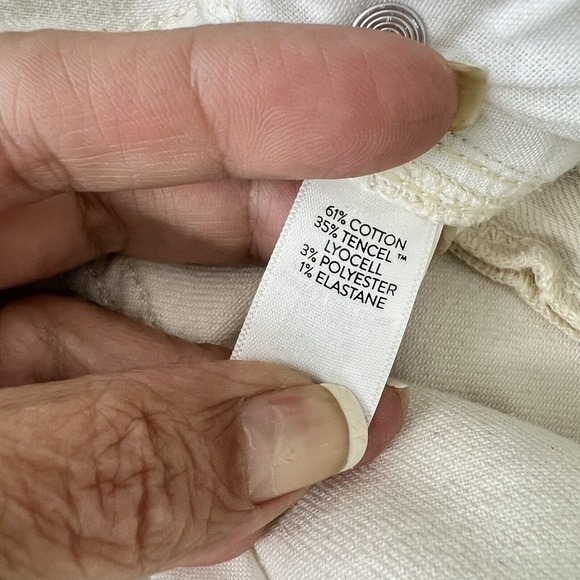 61% COTTON
35% TENCEL™
LYOCELL
3% POLYESTER
1% ELASTANE